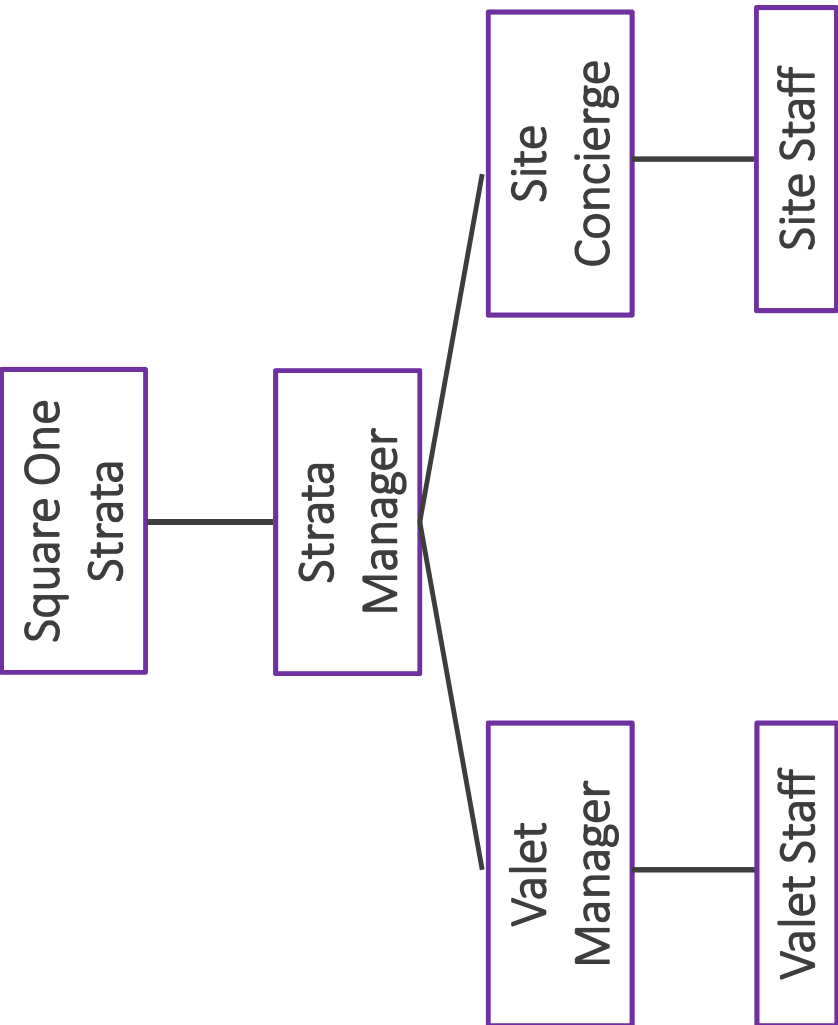 Square One
Strata
Strata
Manager
Valet
Manager
Site
Concierge
Valet Staff
Site Staff